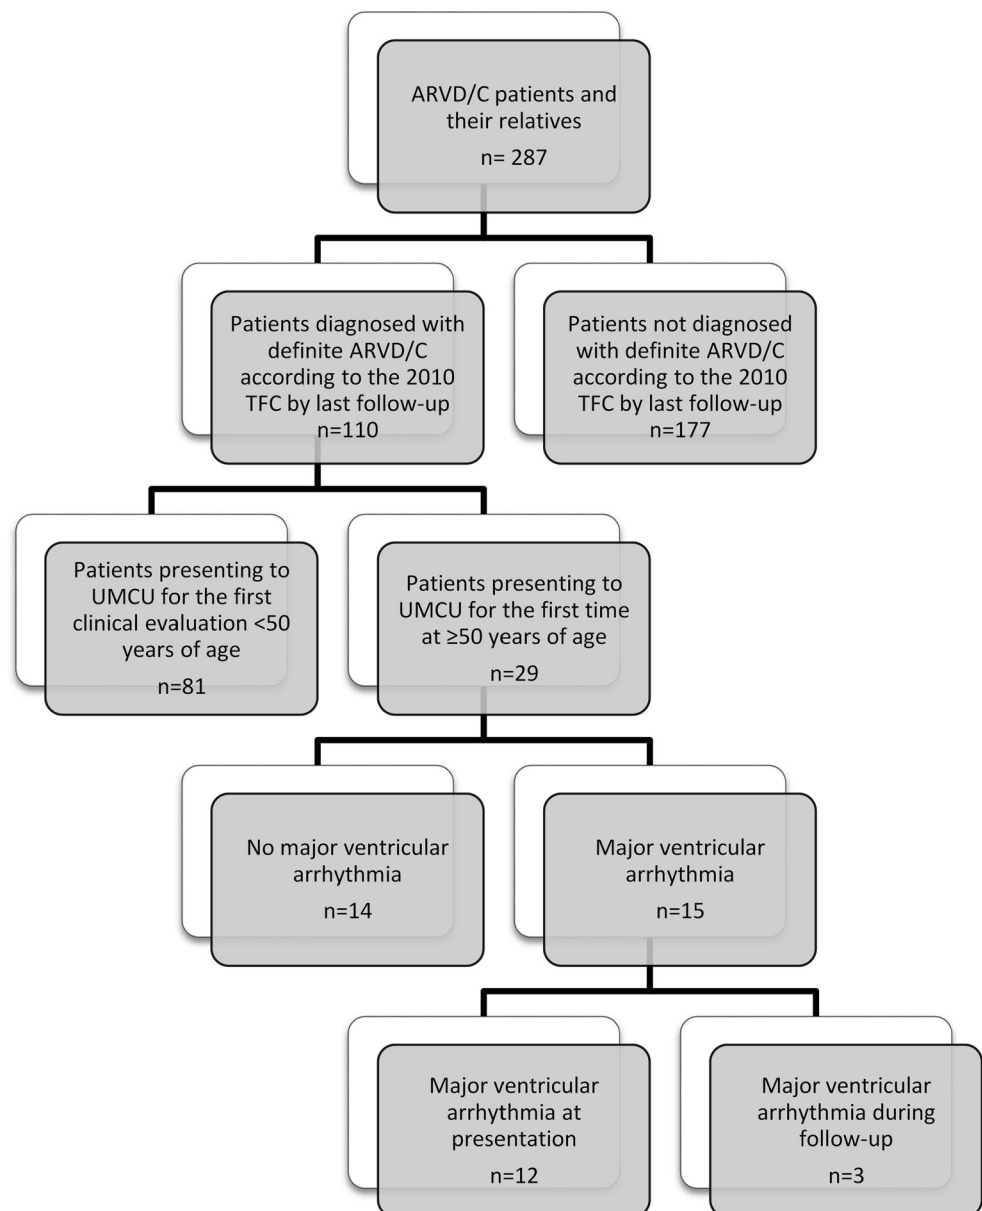 ARVD/C patients and
their relatives
n= 287
Patients diagnosed with
definite ARVD/C
according to the 2010
TFC by last follow-up
n=110
Patients not diagnosed
with definite ARVD/C
according to the 2010
TFC by last follow-up
n=177
Patients presenting to
UMCU for the first
clinical evaluation <50
years of age
n=81
Patients presenting to
UMCU for the first time
at ≥50 years of age
n=29
No major ventricular
arrhythmia
n=14
Major ventricular
arrhythmia
n=15
Major ventricular
arrhythmia at
presentation
n=12
Major ventricular
arrhythmia during
follow-up
n=3